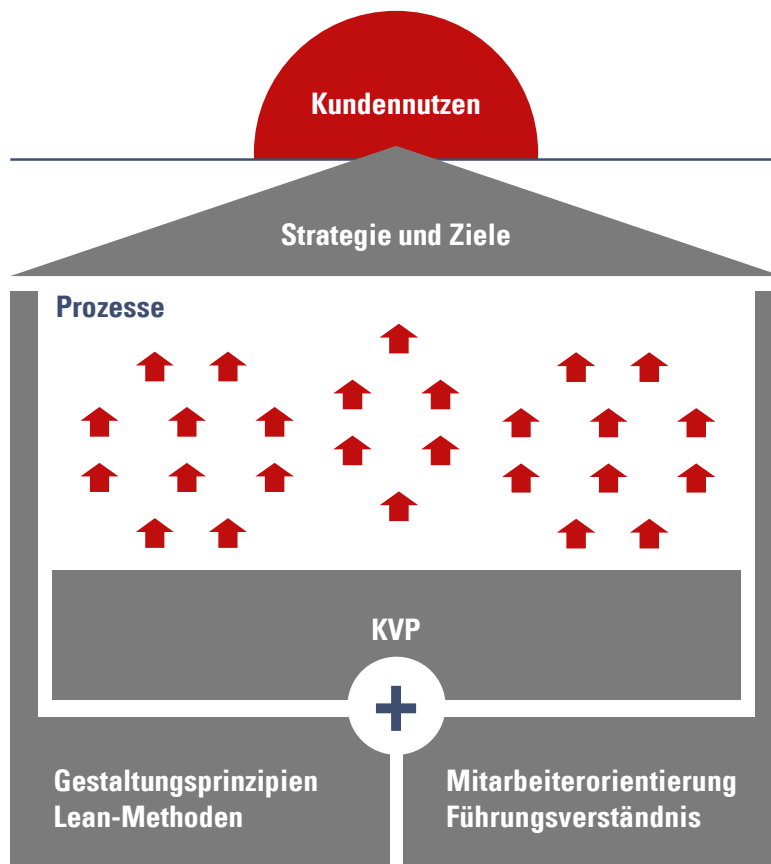 Kundennutzen
Strategie und Ziele
Prozesse
KVP
+
Gestaltungsprinzipien
Lean-Methoden
Mitarbeiterorientierung
Führungsverständnis